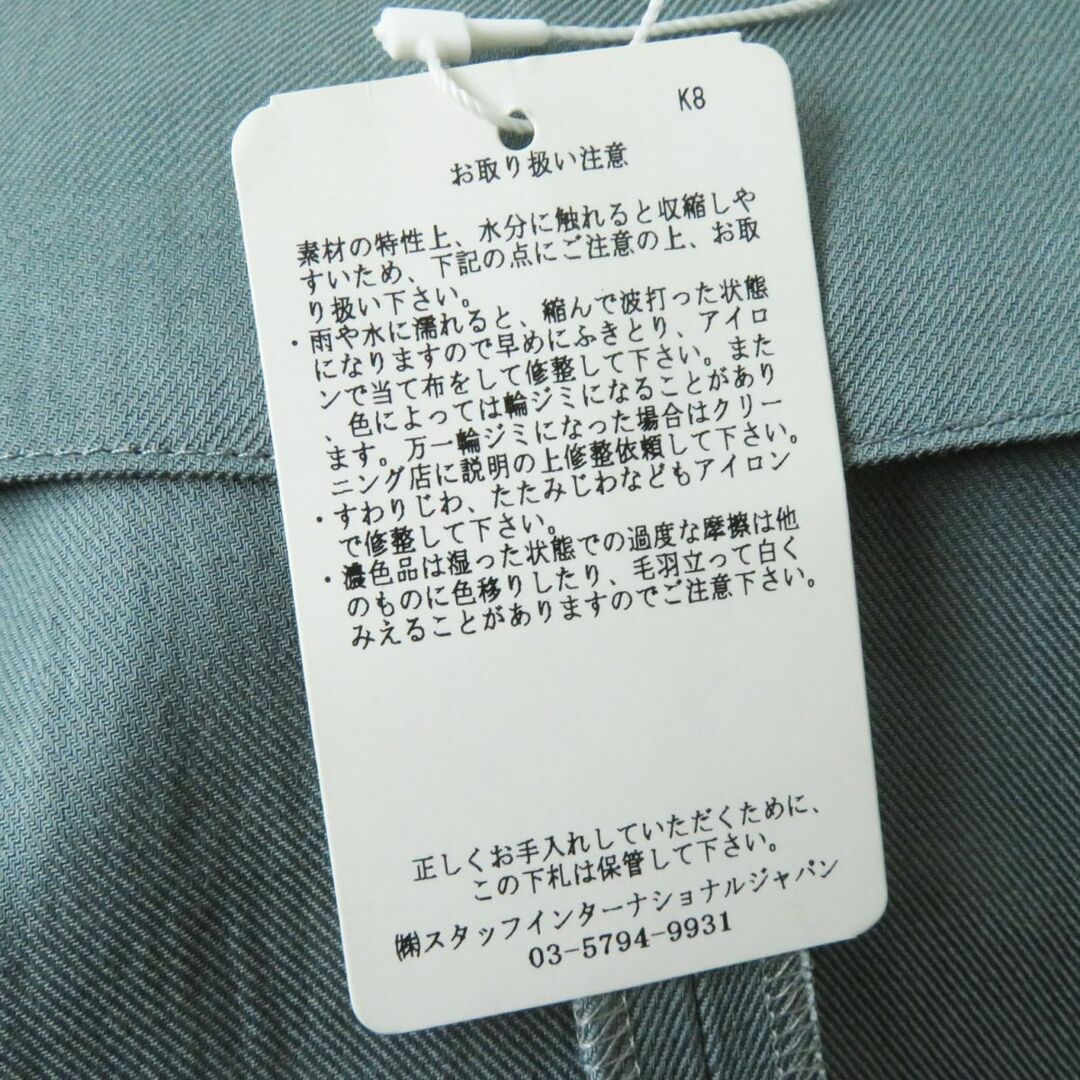 K8
お取り扱い注意
素材の特性上、水分に触れると収縮しや
すいため、下記の点にご注意の上、お取
り扱い下さい。
・雨や水に濡れると、縮んで波打った状態
になりますので早めにふきとり、アイロ
ンで当て布をして修整して下さい。また
、色によっては輪ジミになることがあり
ます。万一輪ジミになった場合はクリー
ニング店に説明の上修整依頼して下さい。
・すわりじわ、たたみじわなどもアイロン
で修整して下さい。
・濃色品は湿った状態での過度な摩擦は他
のものに色移りしたり、毛羽立って白く
みえることがありますのでご注意下さい。
正しくお手入れしていただくために、
この下札は保管して下さい。
㈱スタッフインターナショナルジャパン
03-5794-9931